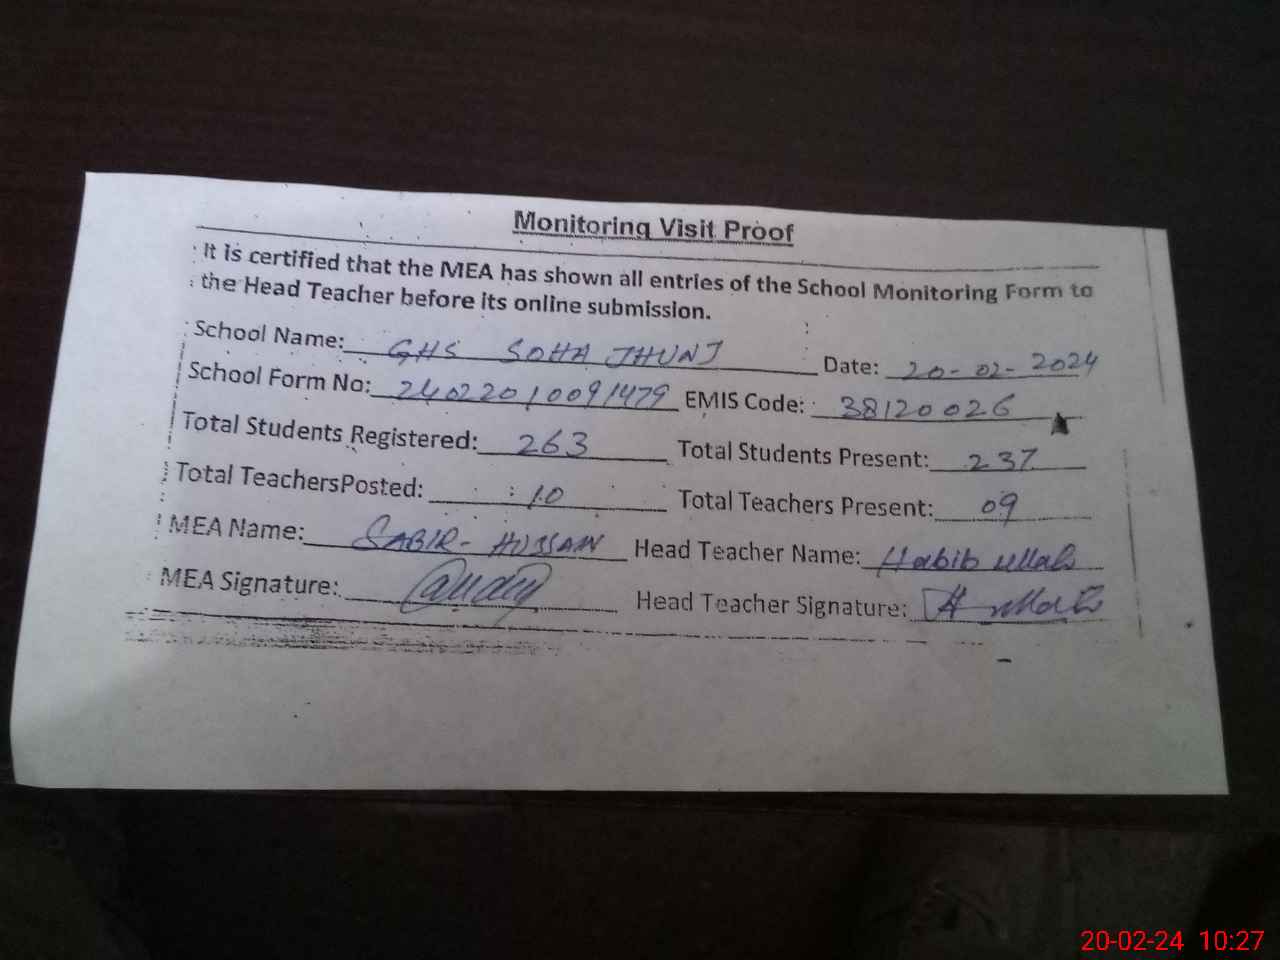 Monitoring Visit Proof
It is certified that the MEA has shown all entries of the School Monitoring Form to
the Head Teacher before its online submission.
School Name: GHS SOHA JHUNJ Date: 20-02-2024
School Form No: 24022010091479 EMIS Code: 38120026
Total Students Registered: 263 Total Students Present: 237
Total TeachersPosted: 10 Total Teachers Present: 09
MEA Name: SABIR-HUSSAIN Head Teacher Name: Habib ullah
MEA Signature: Head Teacher Signature:
20-02-24 10:27